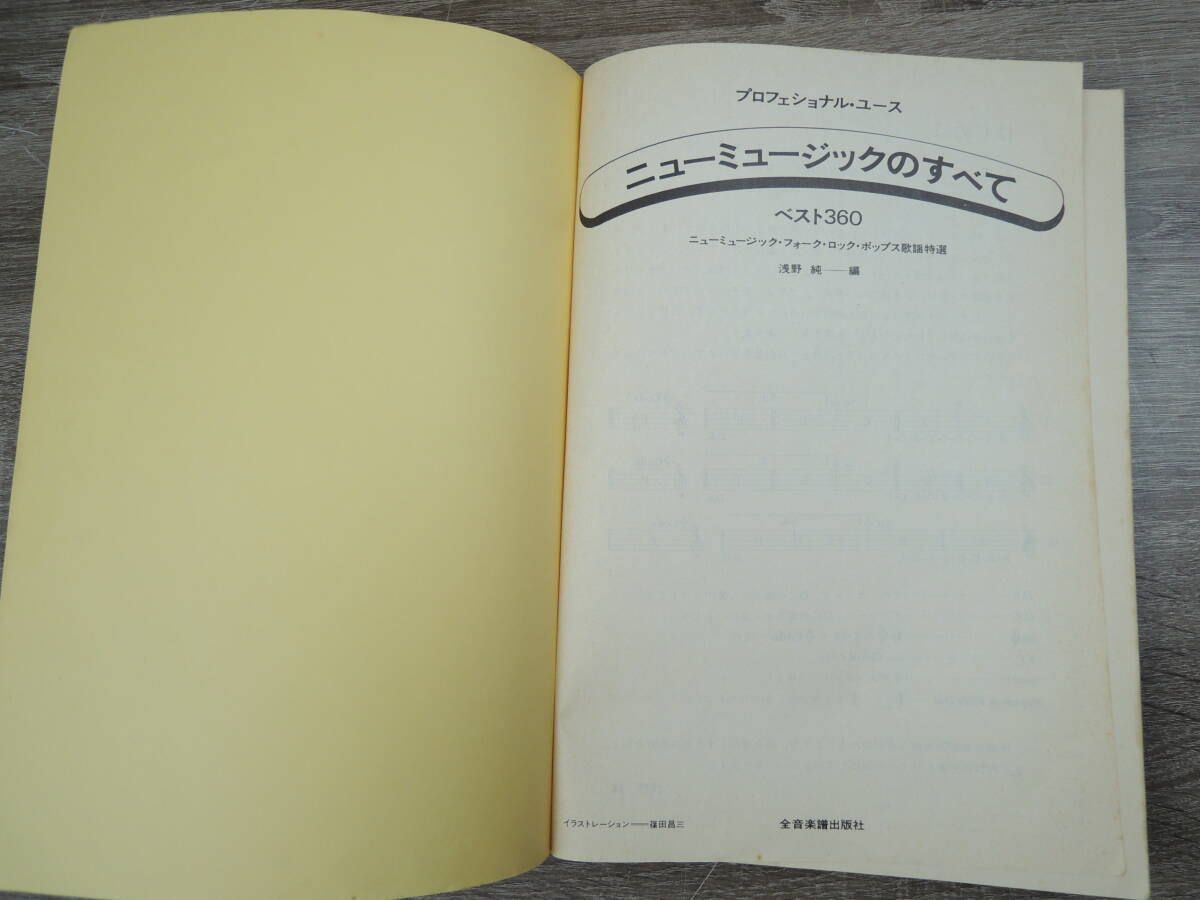 プロフェショナル・ユース
ニューミュージックのすべて
ベスト360
ニューミュージック・フォーク・ロック・ポップス歌謡特選
浅野 純──編
イラストレーション──篠田昌三
全音楽譜出版社